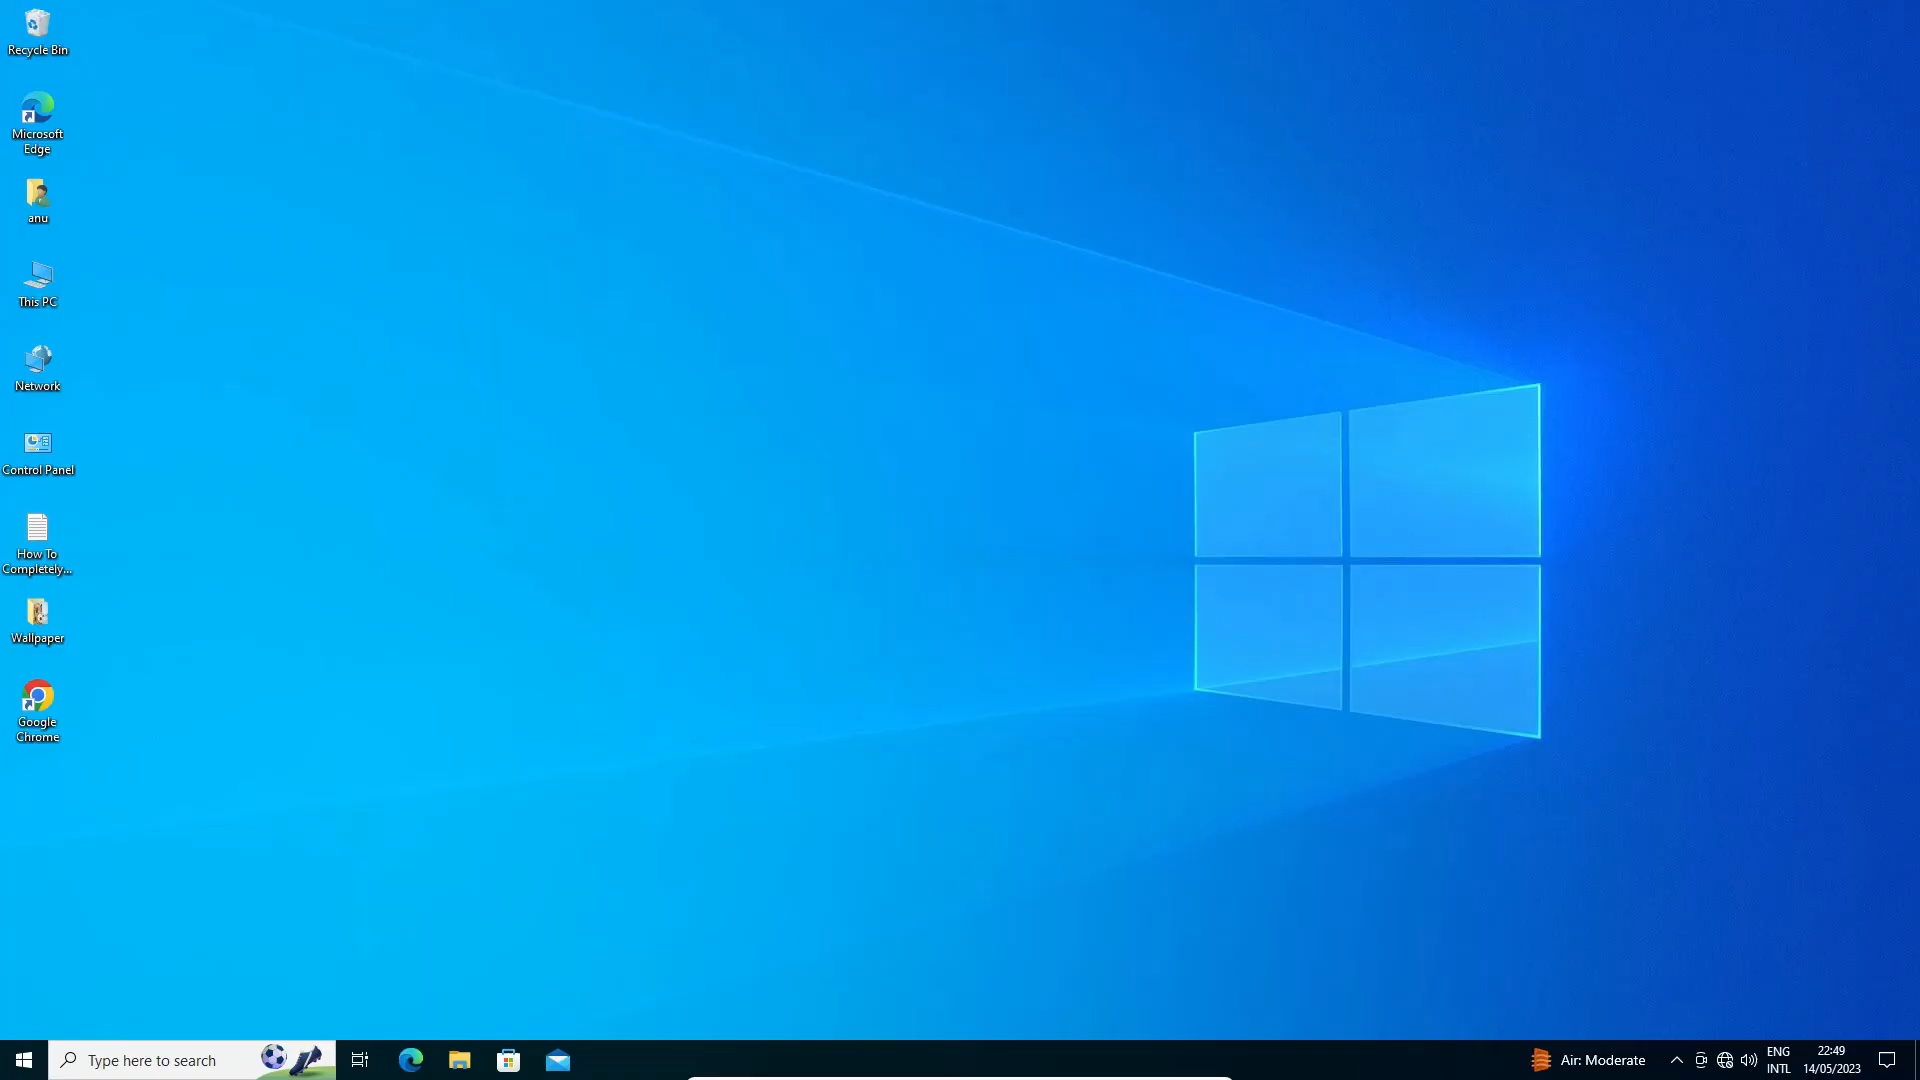 Recycle Bin
Microsoft
Edge
anu
This PC
Network
Control Panel
How To
Completely...
Wallpaper
Google
Chrome
Type here to search
Air: Moderate
ENG
INTL
22:49
14/05/2023